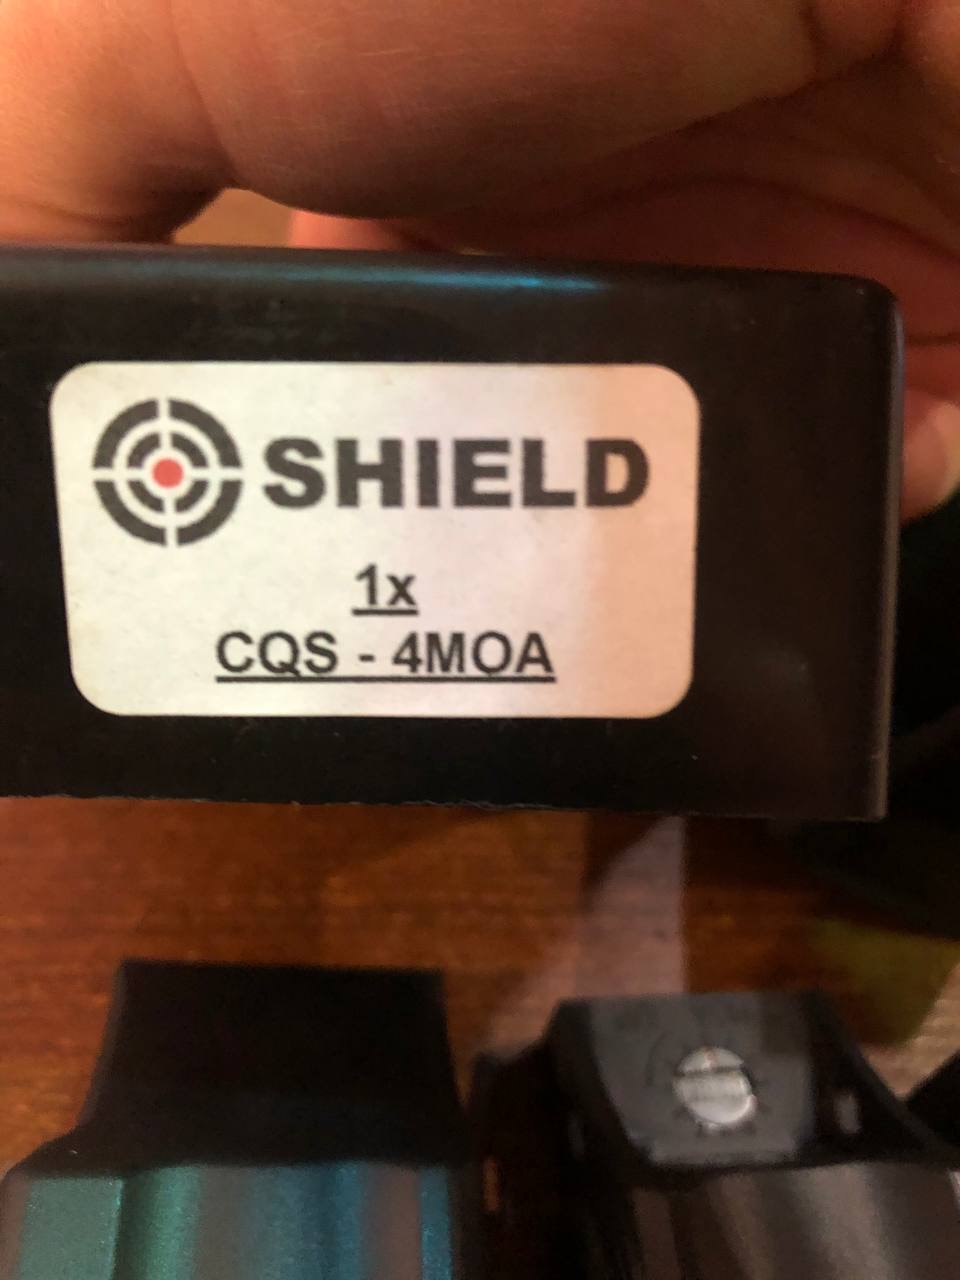 SHIELD
1x
CQS - 4MOA